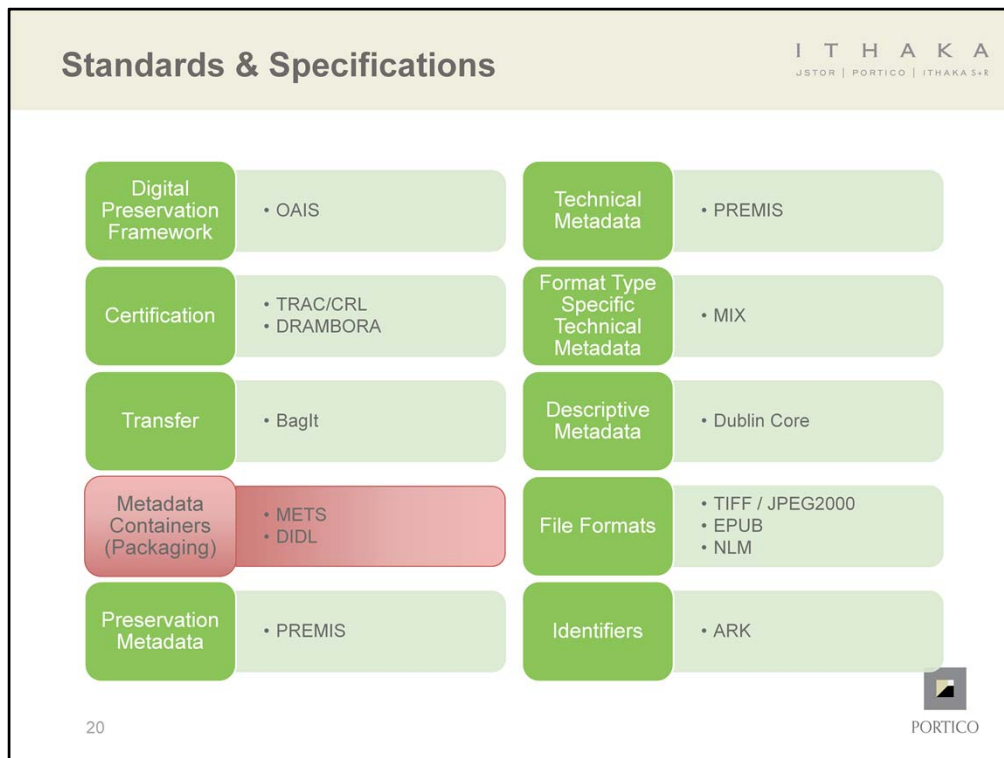 Standards & Specifications
I T H A K A
JSTOR | PORTICO | ITHAKA S+R
Digital
Preservation
Framework
• OAIS
Certification
• TRAC/CRL
• DRAMBORA
Transfer
• BagIt
Metadata
Containers
(Packaging)
• METS
• DIDL
Preservation
Metadata
• PREMIS
Technical
Metadata
• PREMIS
Format Type
Specific
Technical
Metadata
• MIX
Descriptive
Metadata
• Dublin Core
File Formats
• TIFF / JPEG2000
• EPUB
• NLM
Identifiers
• ARK
20
PORTICO